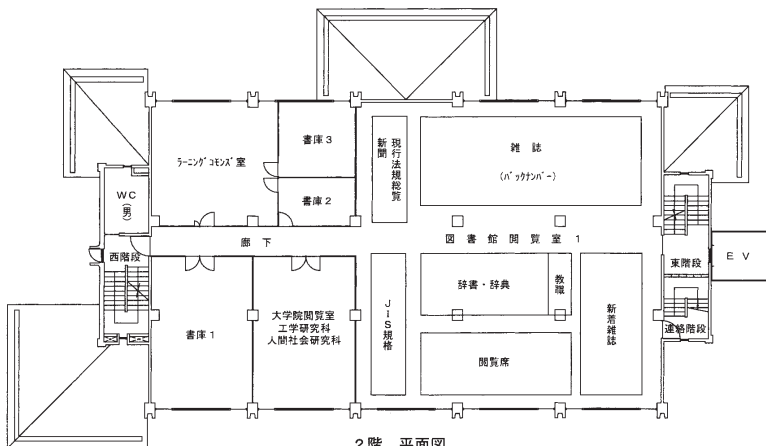 書庫3
ラーニングコモンズ室
現行法規総覧
新聞
雑誌
(バックナンバー)
WC
(男)
書庫2
廊下
図書館閲覧室1
西階段
東階段
EV
辞書・辞典
教職
JIS規格
新着雑誌
大学院閲覧室
工学研究科
人間社会研究科
書庫1
閲覧席
連絡階段
2階 平面図